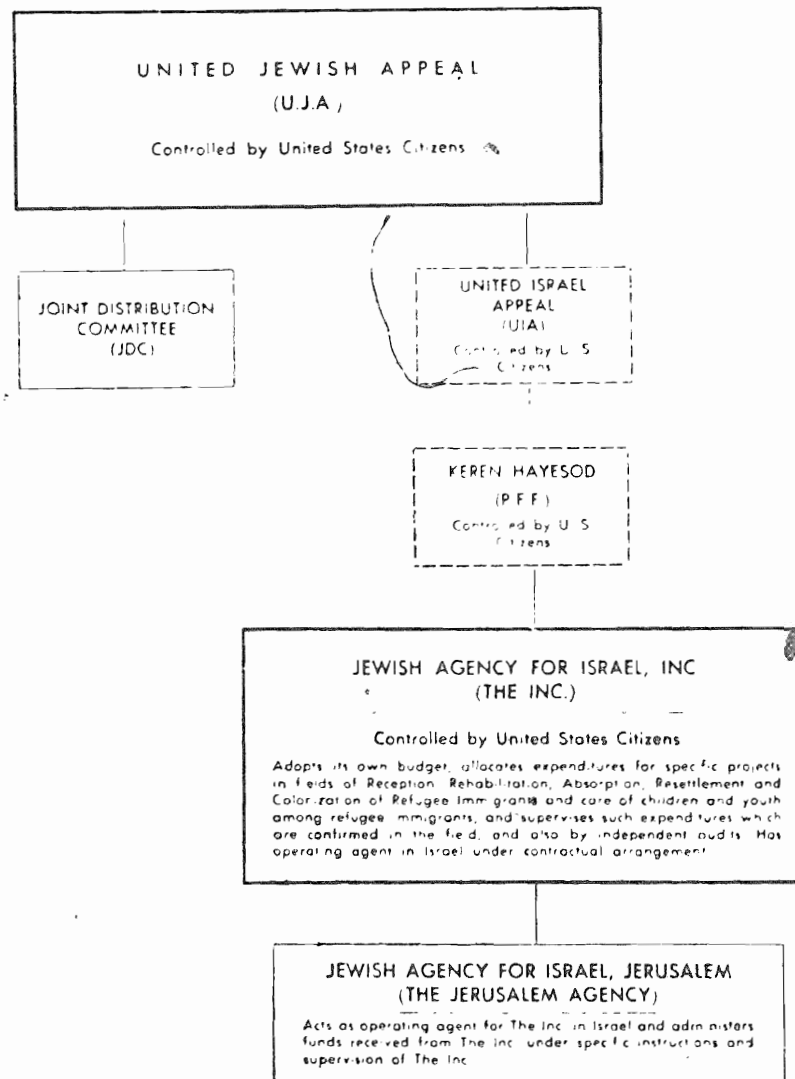 UNITED JEWISH APPEAL
(U.J.A.)
Controlled by United States Citizens
JOINT DISTRIBUTION
COMMITTEE
(JDC)
UNITED ISRAEL
APPEAL
(UIA)
Controlled by U S
Citizens
KEREN HAYESOD
(P F F)
Controlled by U S
Citizens
JEWISH AGENCY FOR ISRAEL, INC
(THE INC.)
Controlled by United States Citizens
Adopts its own budget, allocates expenditures for specific projects
in fields of Reception Rehabilitation, Absorption, Resettlement and
Colonization of Refugee Immigrants and care of children and youth
among refugee immigrants, and supervises such expenditures which
are confirmed in the field, and also by independent audits. Has
operating agent in Israel under contractual arrangement
JEWISH AGENCY FOR ISRAEL, JERUSALEM
(THE JERUSALEM AGENCY)
Acts as operating agent for The Inc in Israel and administers
funds received from The Inc under specific instructions and
supervision of The Inc